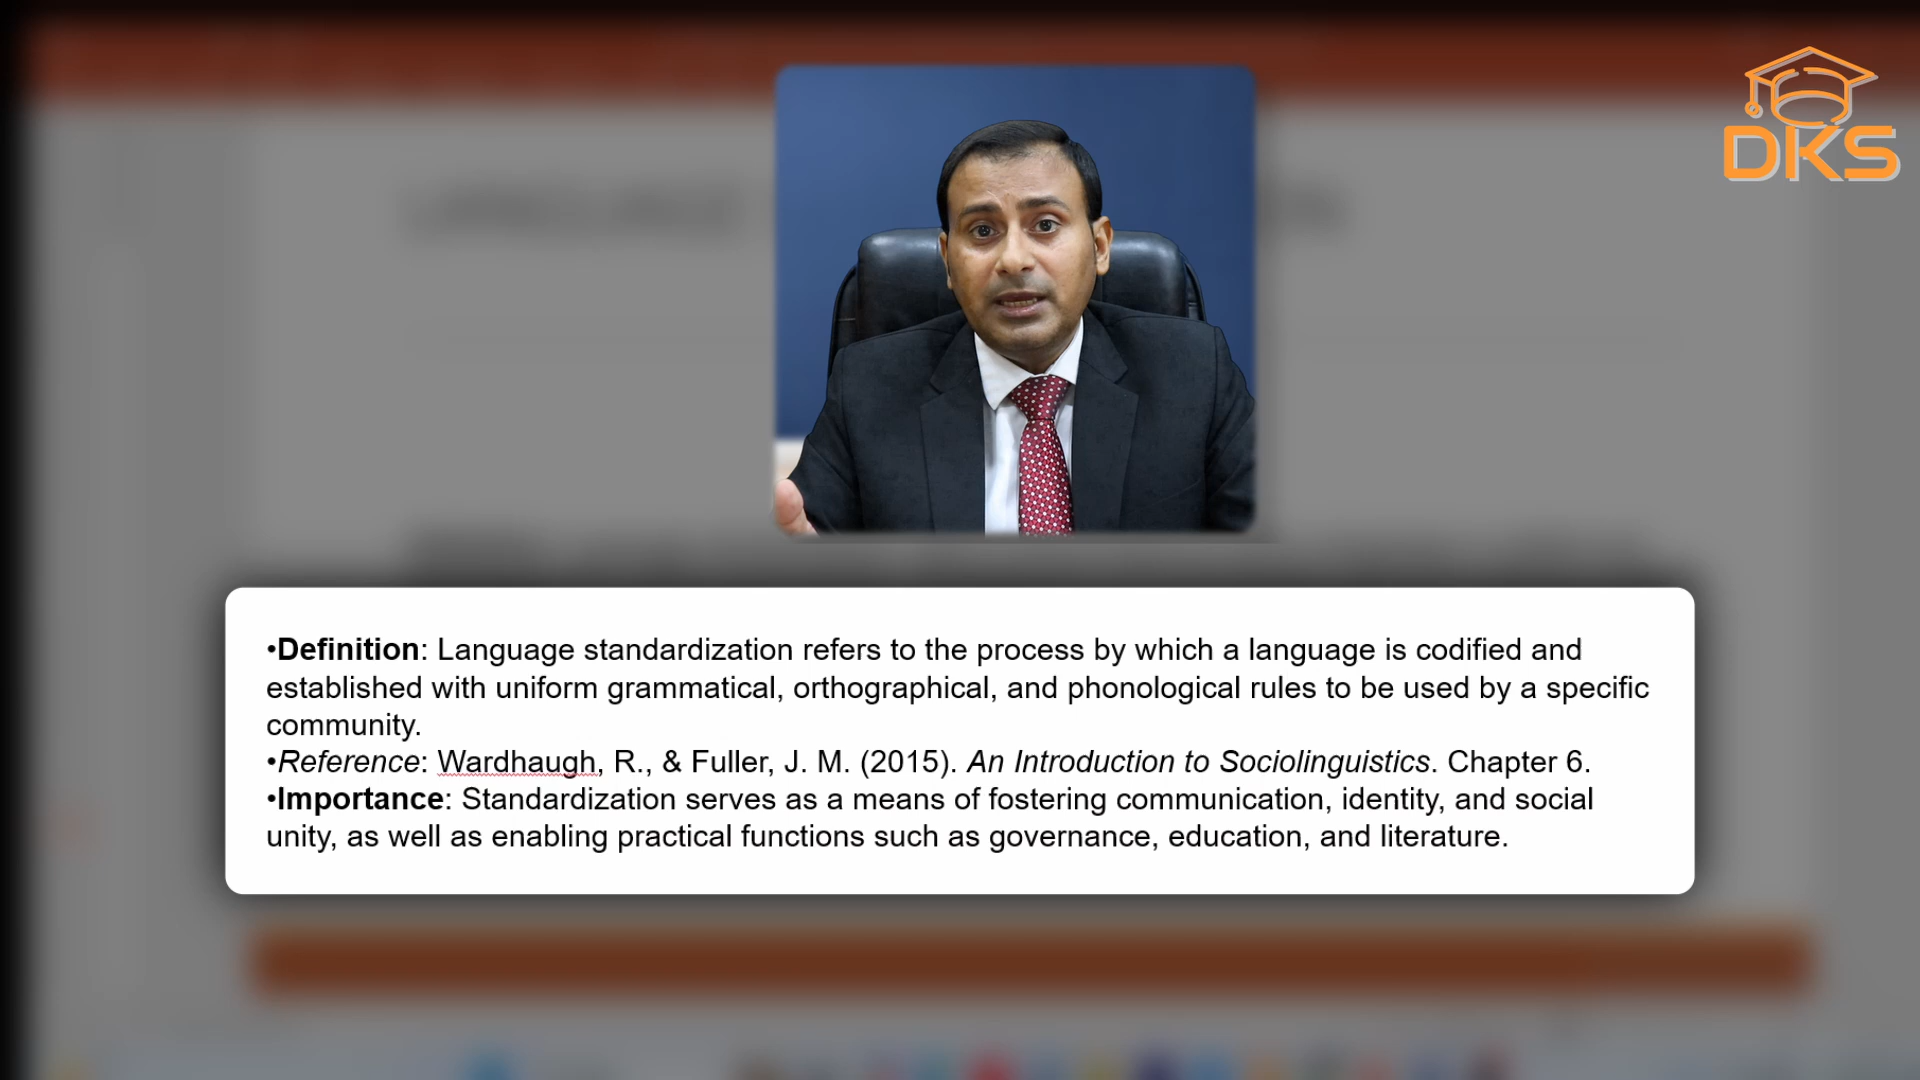 DKS
•Definition: Language standardization refers to the process by which a language is codified and
established with uniform grammatical, orthographical, and phonological rules to be used by a specific
community.
•Reference: Wardhaugh, R., & Fuller, J. M. (2015). An Introduction to Sociolinguistics. Chapter 6.
•Importance: Standardization serves as a means of fostering communication, identity, and social
unity, as well as enabling practical functions such as governance, education, and literature.